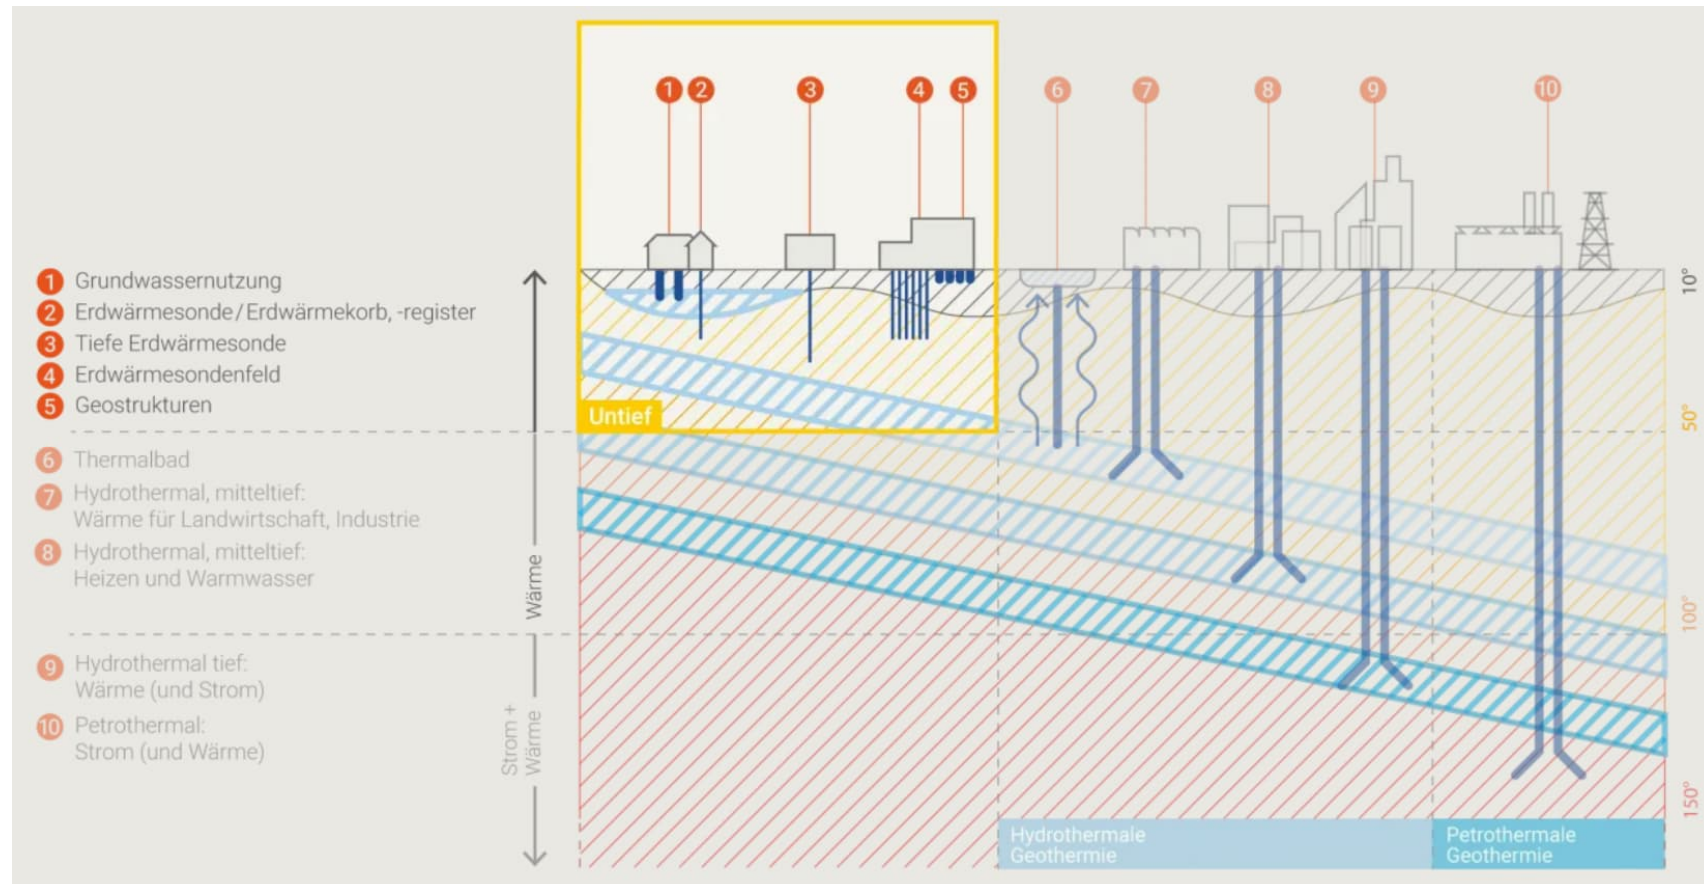 1 2 3 4 5 6 7 8 9 10
1 Grundwassernutzung
2 Erdwärmesonde/Erdwärmekorb, -register
3 Tiefe Erdwärmesonde
4 Erdwärmesondenfeld
5 Geostrukturen
6 Thermalbad
7 Hydrothermal, mitteltief:
Wärme für Landwirtschaft, Industrie
8 Hydrothermal, mitteltief:
Heizen und Warmwasser
9 Hydrothermal tief:
Wärme (und Strom)
10 Petrothermal:
Strom (und Wärme)
Wärme
Strom +
Wärme
Untief
10°
50°
100°
150°
Hydrothermale
Geothermie
Petrothermale
Geothermie